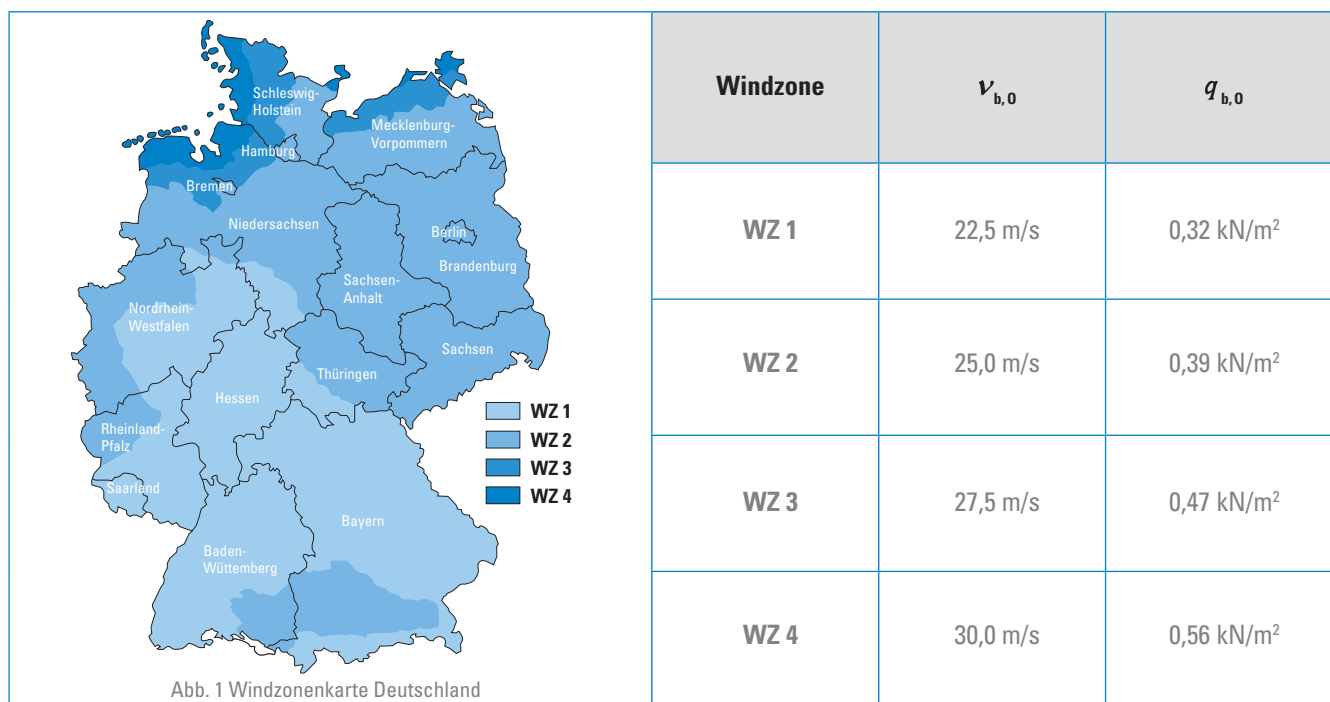 Schleswig-
Holstein
Mecklenburg-
Vorpommern
Hamburg
Bremen
Niedersachsen
Berlin
Brandenburg
Sachsen-
Anhalt
Nordrhein-
Westfalen
Sachsen
Thüringen
Hessen
Rheinland-
Pfalz
Saarland
Bayern
Baden-
Wüttemberg
WZ 1
WZ 2
WZ 3
WZ 4
Abb. 1 Windzonenkarte Deutschland
Windzone ν b, 0 q b, 0
WZ 1 22,5 m/s 0,32 kN/m²
WZ 2 25,0 m/s 0,39 kN/m²
WZ 3 27,5 m/s 0,47 kN/m²
WZ 4 30,0 m/s 0,56 kN/m²